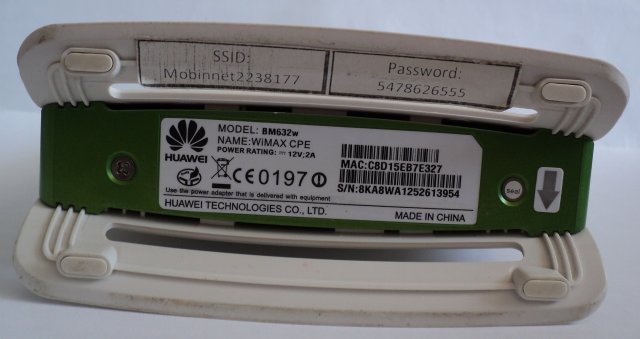 SSID:
Mobinnet2238177
Password:
5478626555
HUAWEI
MODEL: BM632w
NAME:WiMAX CPE
POWER RATING: ⎓ 12V;2A
CE0197
Use the power adapter that is delivered with equipment
HUAWEI TECHNOLOGIES CO., LTD.
MAC:C8D15EB7E327
S/N:8KA8WA1252613954
MADE IN CHINA
seal